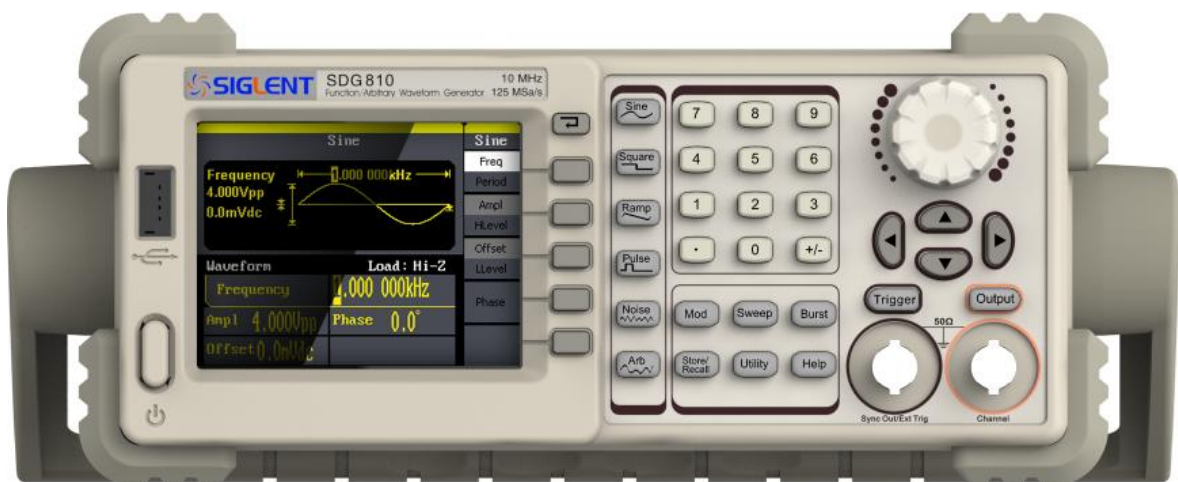 SIGLENT
SDG 810
10 MHz
Function/Arbitrary Waveform Generator
125 MSa/s
Sine
Sine
Freq
Period
Ampl
HLevel
Offset
LLevel
Phase
Frequency
1.000 000kHz
4.000Vpp
0.0mVdc
Waveform
Load: Hi-Z
Frequency
1.000 000kHz
Ampl
4.000Vpp
Phase
0.0°
Offset
0.0mVdc
Sine
Square
Ramp
Pulse
Noise
Arb
7
8
9
4
5
6
1
2
3
.
0
+/-
Mod
Sweep
Burst
Store/
Recall
Utility
Help
Trigger
Output
50Ω
Sync Out/Ext Trig
Channel